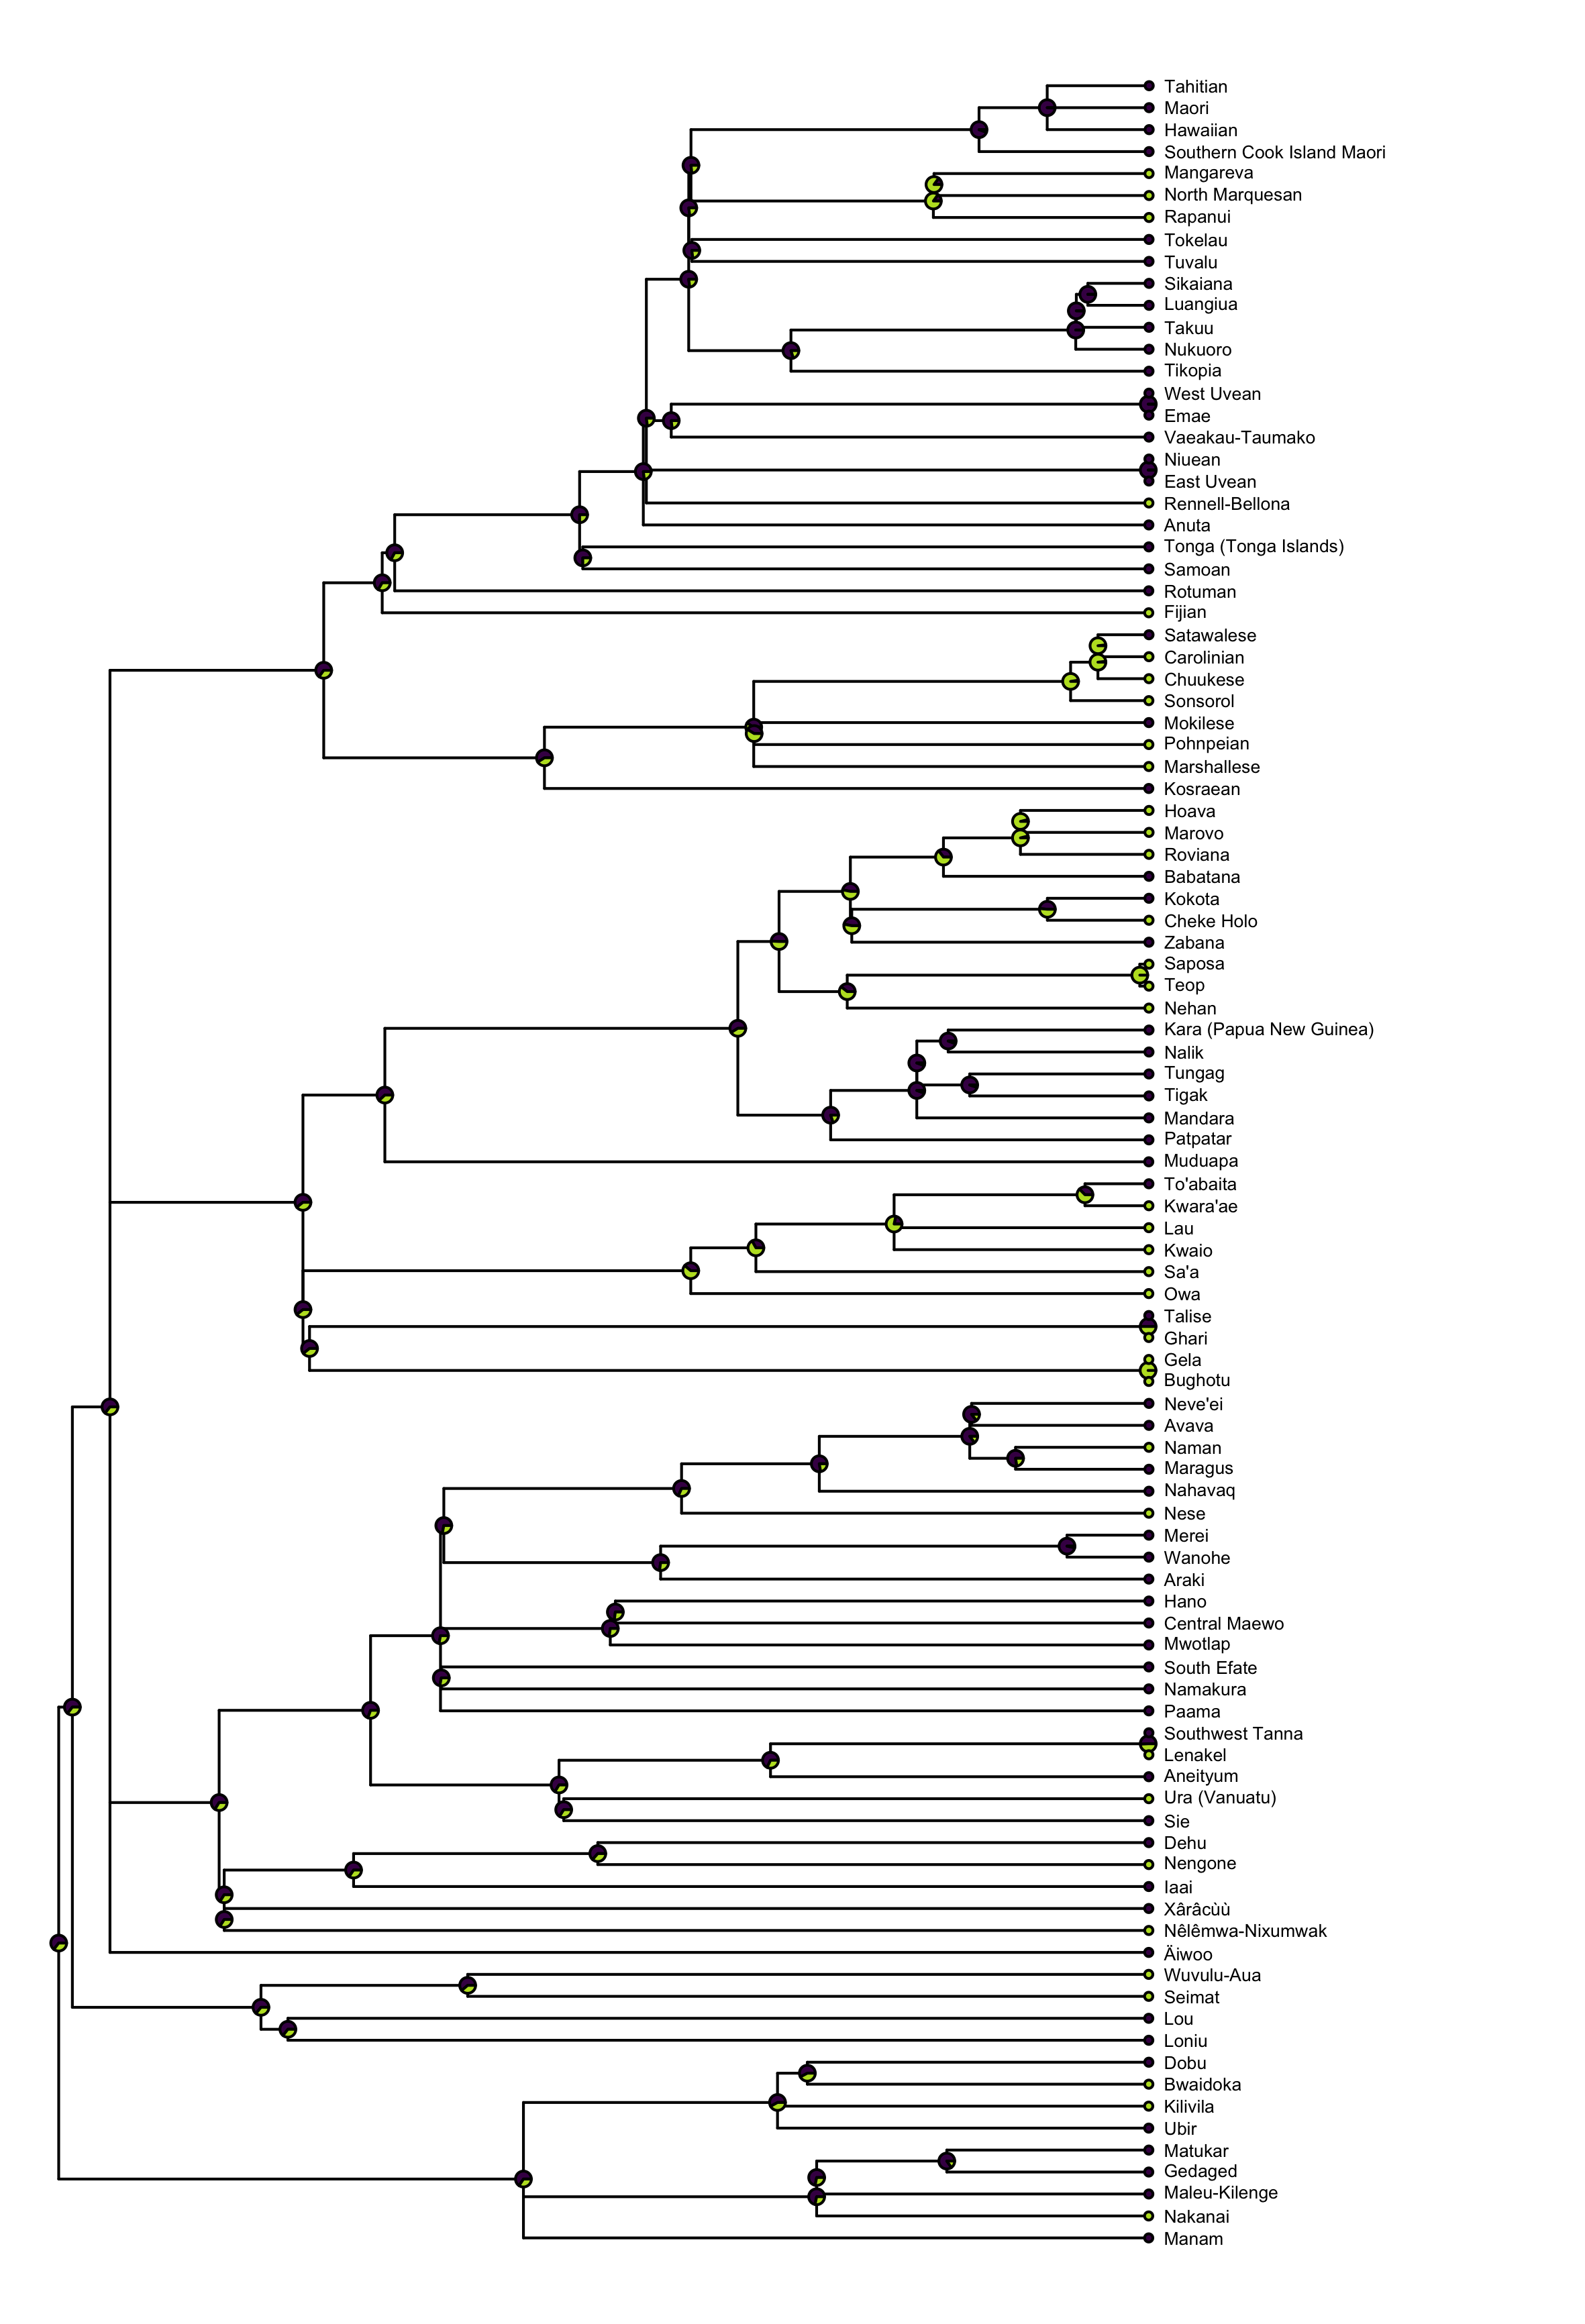 Tahitian
Maori
Hawaiian
Southern Cook Island Maori
Mangareva
North Marquesan
Rapanui
Tokelau
Tuvalu
Sikaiana
Luangiua
Takuu
Nukuoro
Tikopia
West Uvean
Emae
Vaeakau-Taumako
Niuean
East Uvean
Rennell-Bellona
Anuta
Tonga (Tonga Islands)
Samoan
Rotuman
Fijian
Satawalese
Carolinian
Chuukese
Sonsorol
Mokilese
Pohnpeian
Marshallese
Kosraean
Hoava
Marovo
Roviana
Babatana
Kokota
Cheke Holo
Zabana
Saposa
Teop
Nehan
Kara (Papua New Guinea)
Nalik
Tungag
Tigak
Mandara
Patpatar
Muduapa
To'abaita
Kwara'ae
Lau
Kwaio
Sa'a
Owa
Talise
Ghari
Gela
Bughotu
Neve'ei
Avava
Naman
Maragus
Nahavaq
Nese
Merei
Wanohe
Araki
Hano
Central Maewo
Mwotlap
South Efate
Namakura
Paama
Southwest Tanna
Lenakel
Aneityum
Ura (Vanuatu)
Sie
Dehu
Nengone
Iaai
Xârâcùù
Nêlêmwa-Nixumwak
Äiwoo
Wuvulu-Aua
Seimat
Lou
Loniu
Dobu
Bwaidoka
Kilivila
Ubir
Matukar
Gedaged
Maleu-Kilenge
Nakanai
Manam